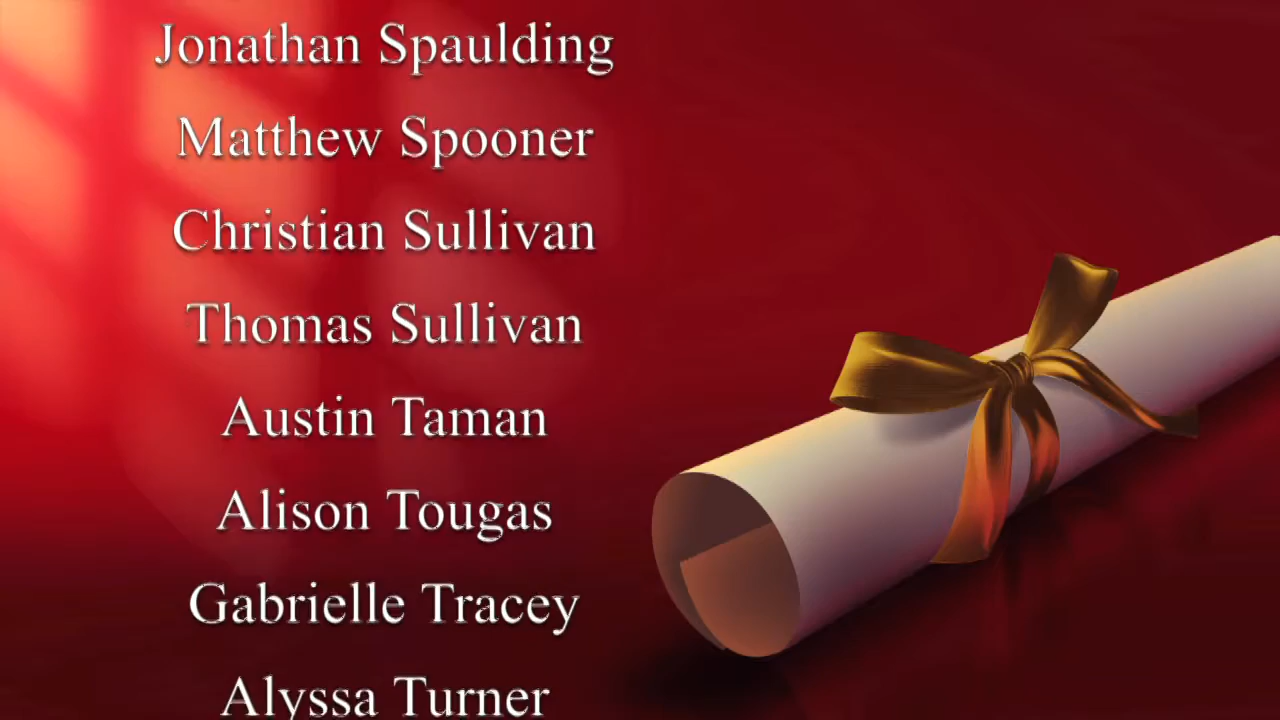 Jonathan Spaulding
Matthew Spooner
Christian Sullivan
Thomas Sullivan
Austin Taman
Alison Tougas
Gabrielle Tracey
Alyssa Turner